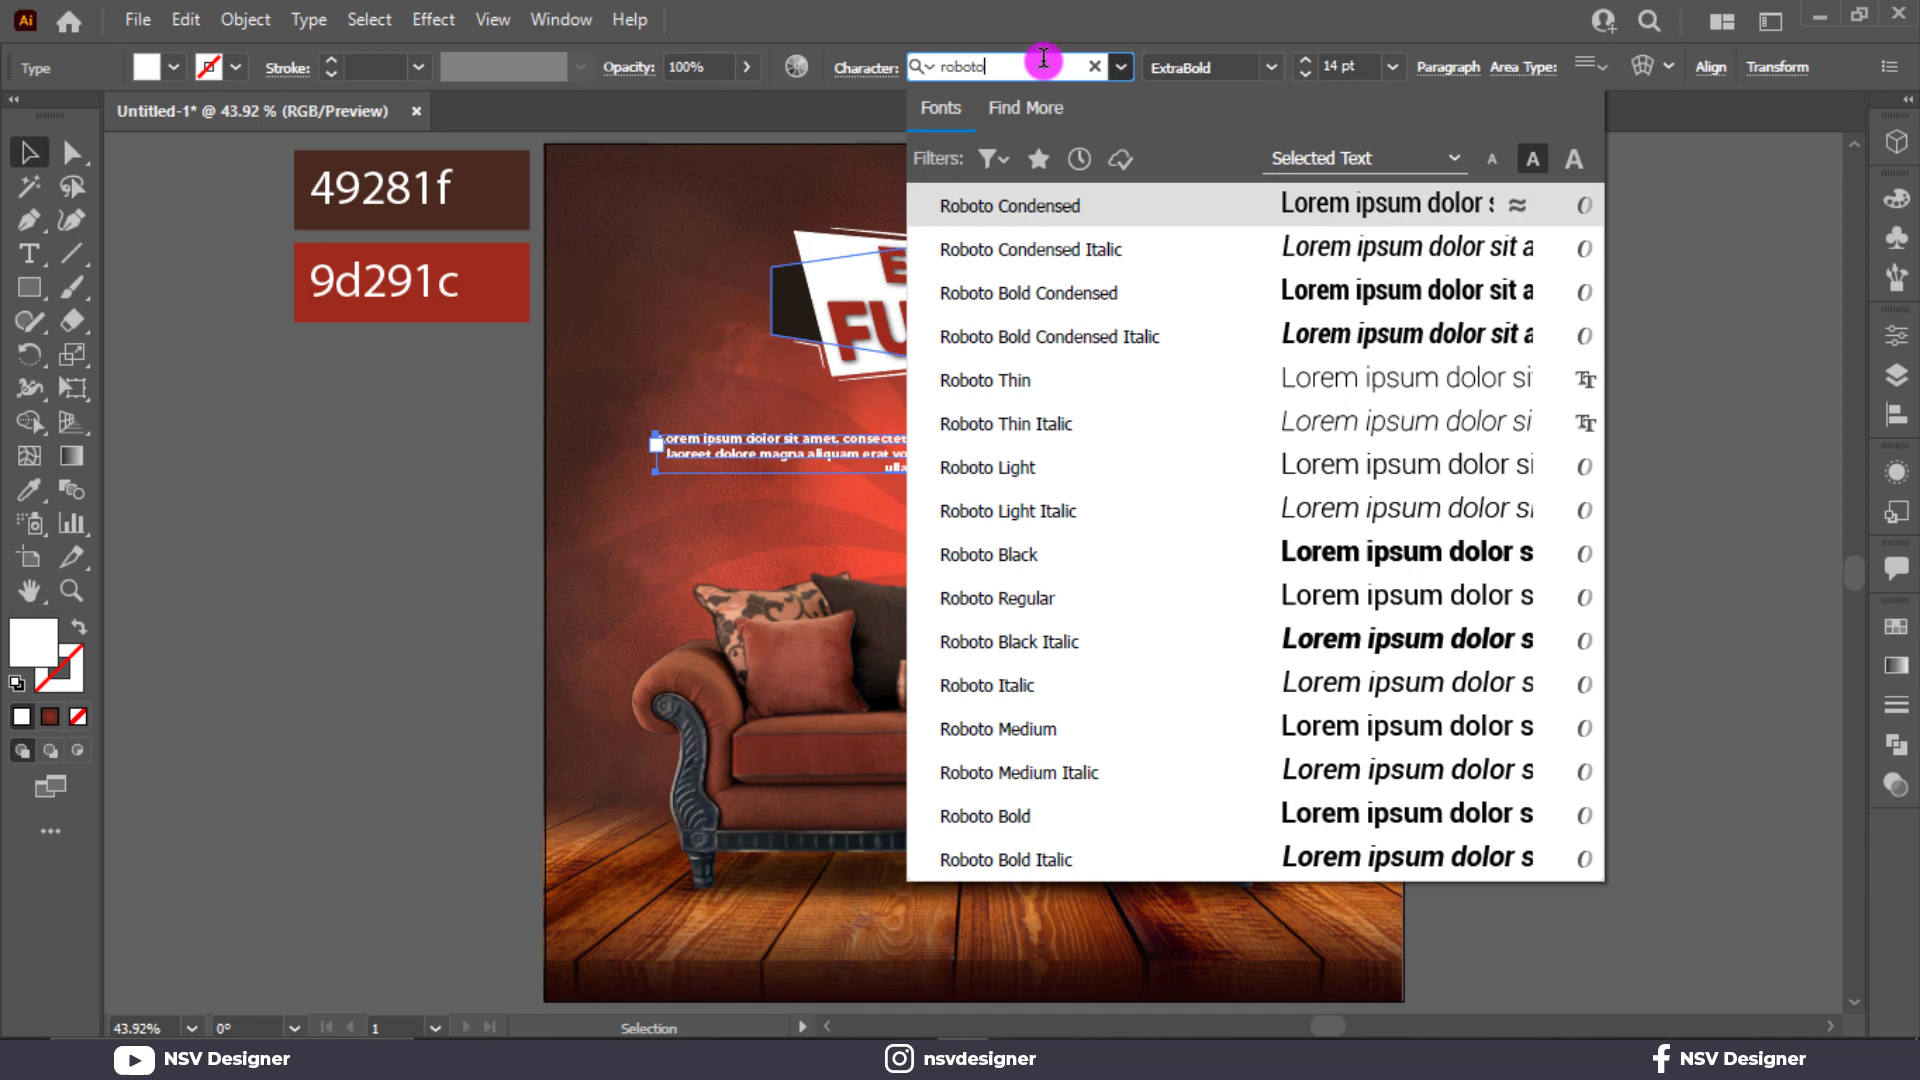 Ai File Edit Object Type Select Effect View Window Help
Type Stroke: Opacity: 100% Character: roboto ExtraBold 14 pt Paragraph Area Type: Align Transform
Untitled-1* @ 43.92 % (RGB/Preview)
Fonts Find More
Filters: Selected Text A A A
49281f
9d291c
E
FU
Lorem ipsum dolor sit amet, consectet
laoreet dolore magna aliquam erat vo
ulla
Roboto Condensed Lorem ipsum dolor s
Roboto Condensed Italic Lorem ipsum dolor sit a
Roboto Bold Condensed Lorem ipsum dolor sit a
Roboto Bold Condensed Italic Lorem ipsum dolor sit a
Roboto Thin Lorem ipsum dolor si
Roboto Thin Italic Lorem ipsum dolor si
Roboto Light Lorem ipsum dolor si
Roboto Light Italic Lorem ipsum dolor si
Roboto Black Lorem ipsum dolor s
Roboto Regular Lorem ipsum dolor s
Roboto Black Italic Lorem ipsum dolor s
Roboto Italic Lorem ipsum dolor s
Roboto Medium Lorem ipsum dolor s
Roboto Medium Italic Lorem ipsum dolor s
Roboto Bold Lorem ipsum dolor s
Roboto Bold Italic Lorem ipsum dolor s
43.92% 0° 1 Selection
NSV Designer nsvdesigner NSV Designer